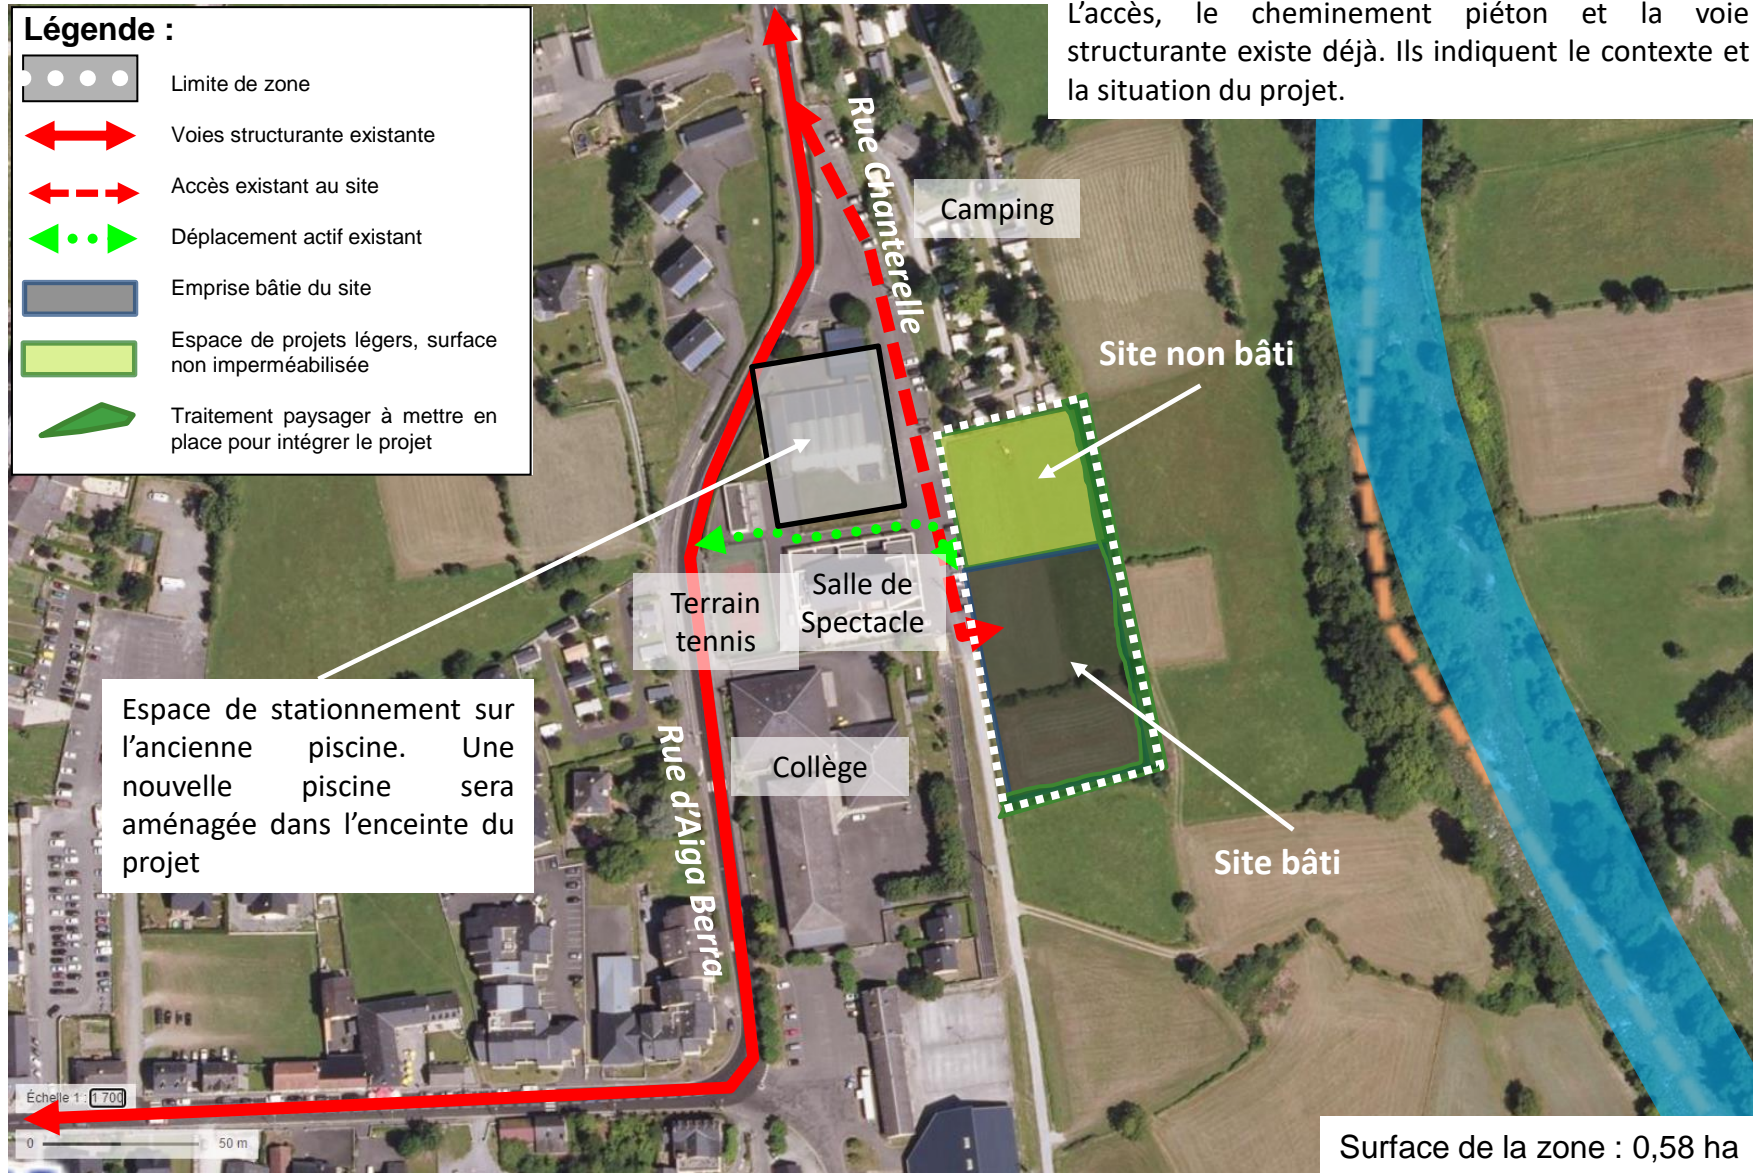 Légende :
Limite de zone
Voies structurante existante
Accès existant au site
Déplacement actif existant
Emprise bâtie du site
Espace de projets légers, surface
non imperméabilisée
Traitement paysager à mettre en
place pour intégrer le projet
L'accès, le cheminement piéton et la voie
structurante existe déjà. Ils indiquent le contexte et
la situation du projet.
Rue Chanterelle
Camping
Site non bâti
Salle de
Spectacle
Terrain
tennis
Espace de stationnement sur
l'ancienne piscine. Une
nouvelle piscine sera
aménagée dans l'enceinte du
projet
Collège
Rue d'Aiga Berra
Site bâti
Échelle 1 : 1 700
0 50 m
Surface de la zone : 0,58 ha